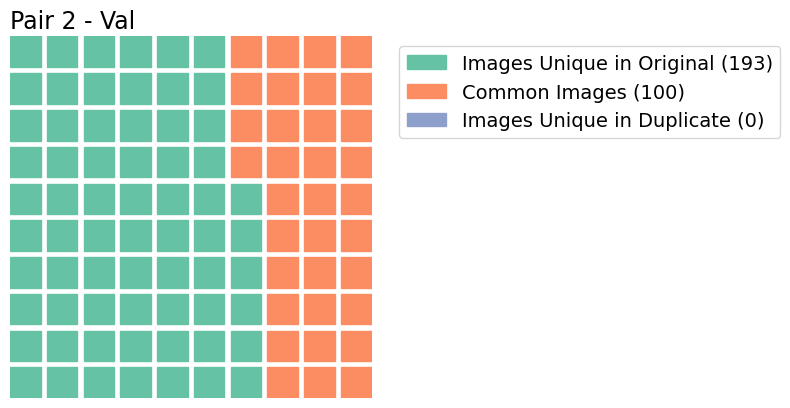 Pair 2 - Val
Images Unique in Original (193)
Common Images (100)
Images Unique in Duplicate (0)